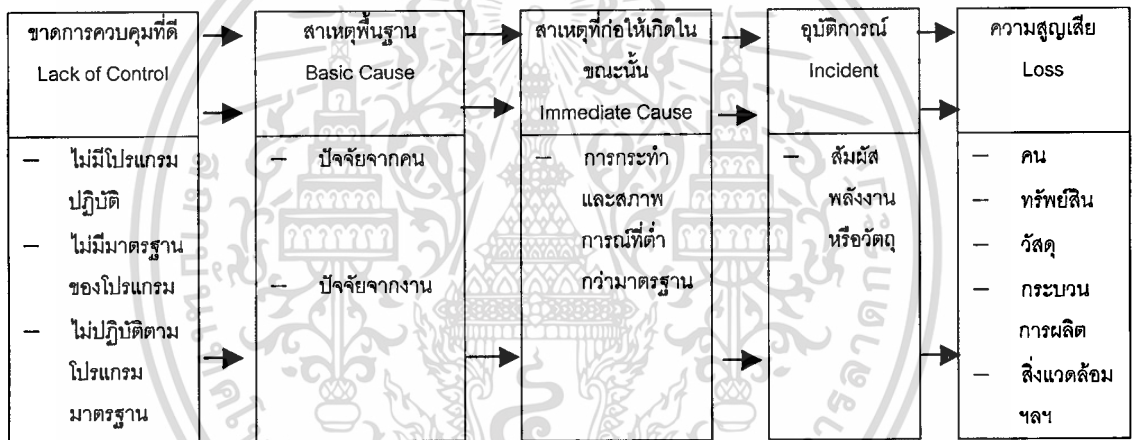 ขาดการควบคุมที่ดี
Lack of Control
– ไม่มีโปรแกรม
ปฏิบัติ
– ไม่มีมาตรฐาน
ของโปรแกรม
– ไม่ปฏิบัติตาม
โปรแกรม
มาตรฐาน
สาเหตุพื้นฐาน
Basic Cause
– ปัจจัยจากคน
– ปัจจัยจากงาน
สาเหตุที่ก่อให้เกิดใน
ขณะนั้น
Immediate Cause
– การกระทำ
และสภาพ
การณ์ที่ต่ำ
กว่ามาตรฐาน
อุบัติการณ์
Incident
– สัมผัส
พลังงาน
หรือวัตถุ
ความสูญเสีย
Loss
– คน
– ทรัพย์สิน
– วัสดุ
– กระบวน
การผลิต
– สิ่งแวดล้อม
ฯลฯ